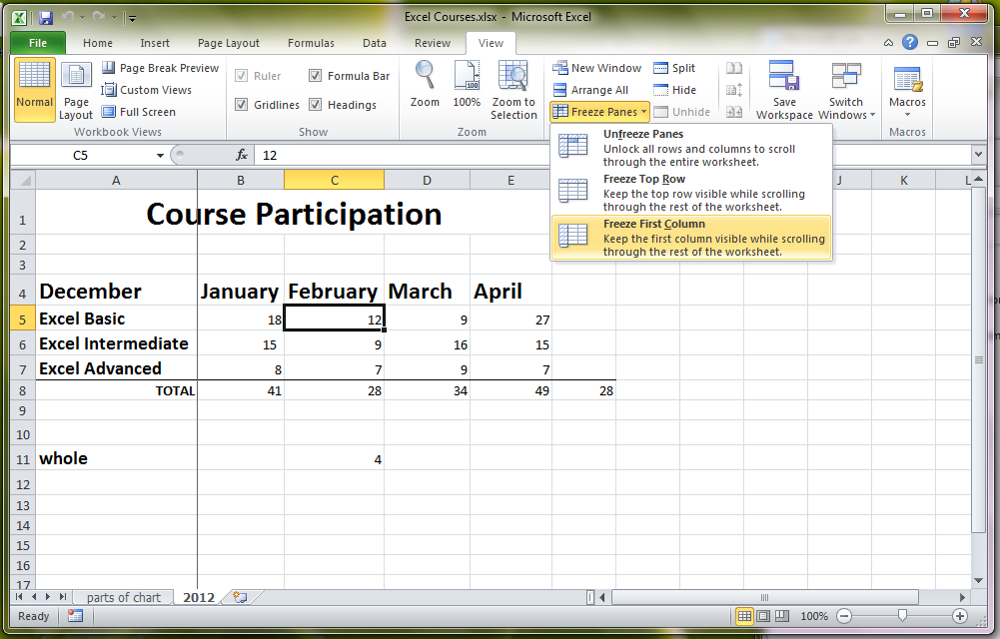 Excel Courses.xlsx - Microsoft Excel
File Home Insert Page Layout Formulas Data Review View
Normal
Page Layout
Page Break Preview
Custom Views
Full Screen
Workbook Views
Ruler
Formula Bar
Gridlines
Headings
Show
Zoom
100%
Zoom to Selection
Zoom
New Window
Arrange All
Freeze Panes
Split
Hide
Unhide
Save Workspace
Switch Windows
Macros
Macros
Unfreeze Panes
Unlock all rows and columns to scroll
through the entire worksheet.
Freeze Top Row
Keep the top row visible while scrolling
through the rest of the worksheet.
Freeze First Column
Keep the first column visible while scrolling
through the rest of the worksheet.
C5 fx 12
A B C D E J K L
1 Course Participation
2
3
4 December January February March April
5 Excel Basic 18 12 9 27
6 Excel Intermediate 15 9 16 15
7 Excel Advanced 8 7 9 7
8 TOTAL 41 28 34 49 28
9
10
11 whole 4
12
13
14
15
16
17
parts of chart 2012
Ready 100%